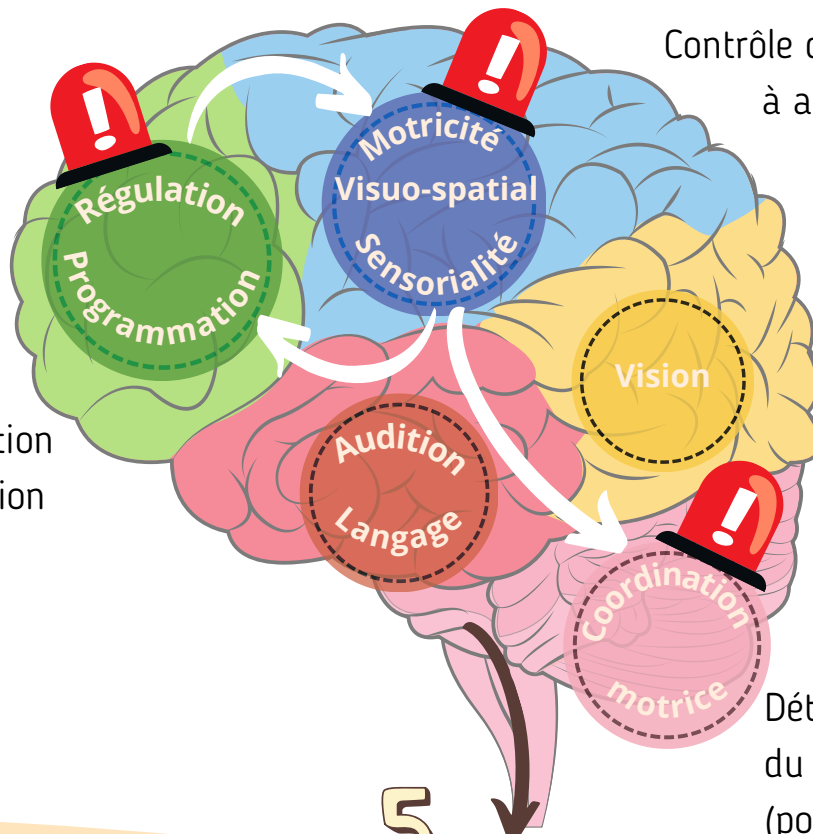 Contrôle
à a
!
!
Motricité
Visuo-spatial
Sensorialité
Régulation
Programmation
Vision
tion
ion
Audition
Langage
!
Coordination
motrice
Dét
du
(po
5